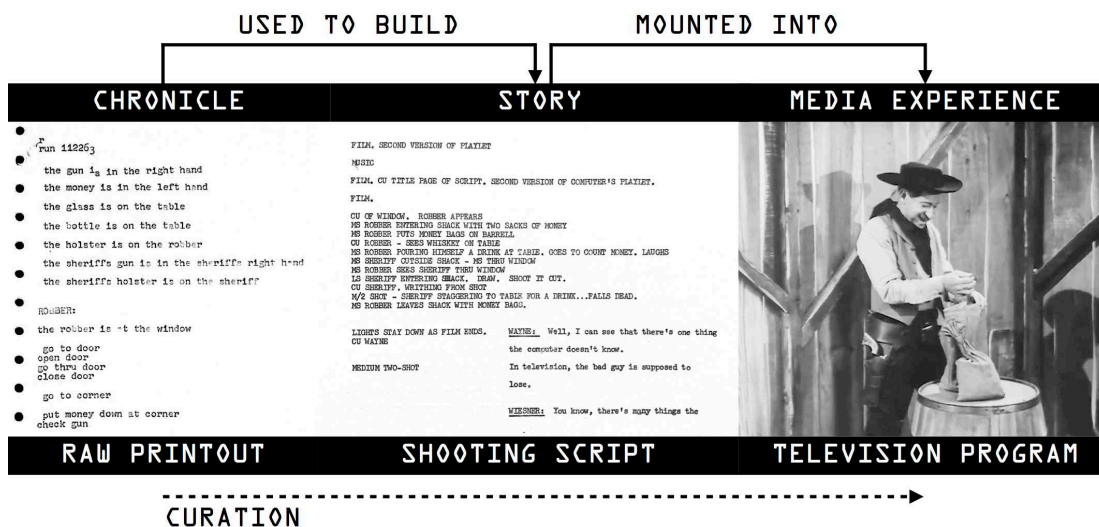 USED TO BUILD
MOUNTED INTO
CHRONICLE
STORY
MEDIA EXPERIENCE
r
run 112263
the gun is in the right hand
the money is in the left hand
the glass is on the table
the bottle is on the table
the holster is on the robber
the sheriffs gun is in the sheriffs right hand
the sheriffs holster is on the sheriff
ROBBER:
the robber is at the window
go to door
open door
go thru door
close door
go to corner
put money down at corner
check gun
FILM. SECOND VERSION OF PLAYLET
MUSIC
FILM. CU TITLE PAGE OF SCRIPT. SECOND VERSION OF COMPUTER'S PLAYLET.
FILM.
CU OF WINDOW. ROBBER APPEARS
MS ROBBER ENTERING SHACK WITH TWO SACKS OF MONEY
MS ROBBER PUTS MONEY BAGS ON BARRELL
CU ROBBER - SEES WHISKEY ON TABLE
MS ROBBER POURING HIMSELF A DRINK AT TABLE. GOES TO COUNT MONEY. LAUGHS
MS SHERIFF OUTSIDE SHACK - MS THRU WINDOW
MS ROBBER SEES SHERIFF THRU WINDOW
LS SHERIFF ENTERING SHACK. DRAW. SHOOT IT OUT.
CU SHERIFF. WRITHING FROM SHOT
M/2 SHOT - SHERIFF STAGGERING TO TABLE FOR A DRINK...FALLS DEAD.
MS ROBBER LEAVES SHACK WITH MONEY BAGS.
LIGHTS STAY DOWN AS FILM ENDS.
CU WAYNE
WAYNE: Well, I can see that there's one thing
the computer doesn't know.
MEDIUM TWO-SHOT
In television, the bad guy is supposed to
lose.
WIESNER: You know, there's many things the
RAW PRINTOUT
SHOOTING SCRIPT
TELEVISION PROGRAM
CURATION